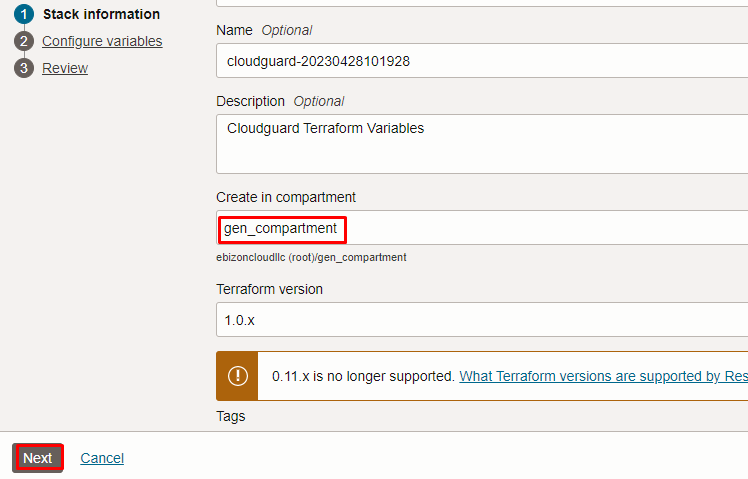 1 Stack information
2 Configure variables
3 Review
Name Optional
cloudguard-20230428101928
Description Optional
Cloudguard Terraform Variables
Create in compartment
gen_compartment
ebizoncloudllc (root)/gen_compartment
Terraform version
1.0.x
0.11.x is no longer supported. What Terraform versions are supported by Res
Tags
Next Cancel